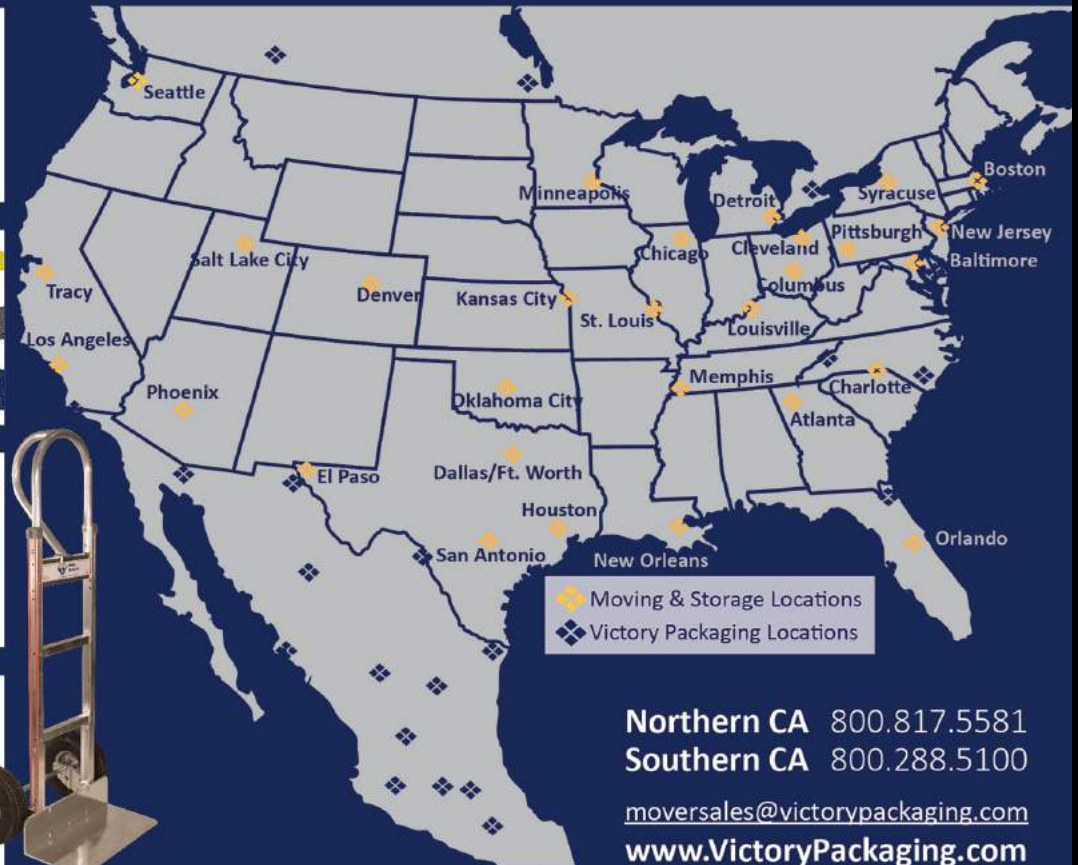 Seattle
Minneapolis
Detroit
Syracuse
Boston
Salt Lake City
Chicago
Cleveland
Pittsburgh
New Jersey
Baltimore
Tracy
Denver
Kansas City
Columbus
St. Louis
Louisville
Los Angeles
Phoenix
Memphis
Charlotte
Oklahoma City
Atlanta
El Paso
Dallas/Ft. Worth
Houston
San Antonio
New Orleans
Orlando
Moving & Storage Locations
Victory Packaging Locations
Northern CA 800.817.5581
Southern CA 800.288.5100
moversales@victorypackaging.com
www.VictoryPackaging.com